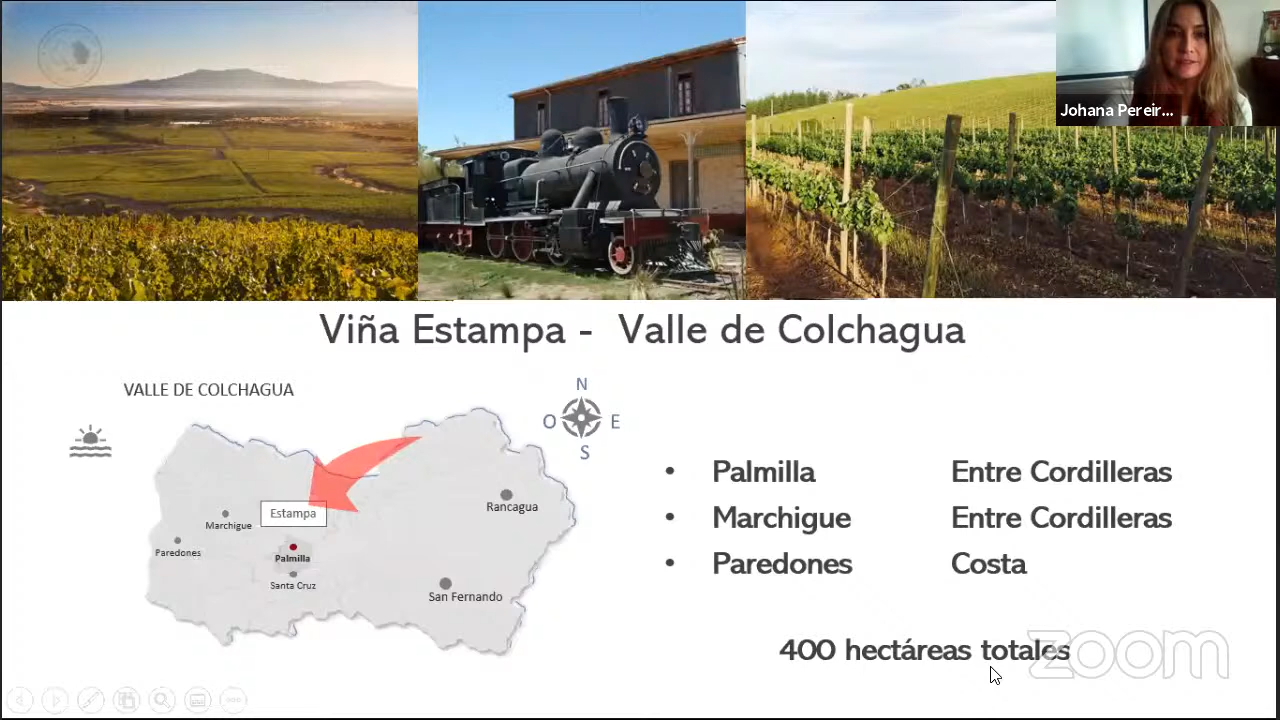 Johana Pereir...
Viña Estampa - Valle de Colchagua
VALLE DE COLCHAGUA
N
O
E
S
Estampa
Marchigue
Paredones
Palmilla
Santa Cruz
Rancagua
San Fernando
• Palmilla Entre Cordilleras
• Marchigue Entre Cordilleras
• Paredones Costa
400 hectáreas totales
zoom